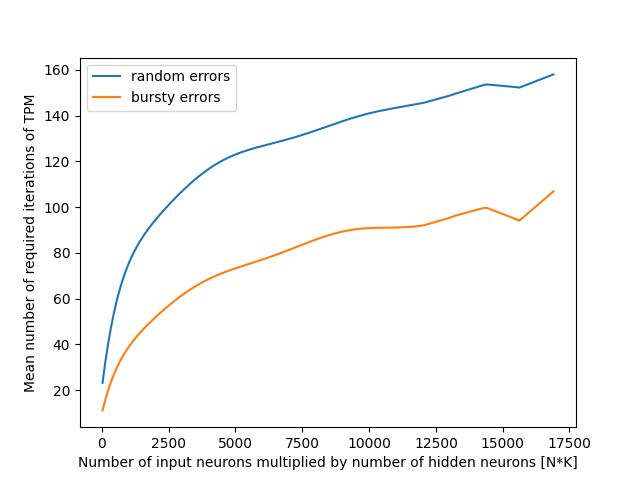 random errors
bursty errors
Mean number of required iterations of TPM
160
140
120
100
80
60
40
20
0 2500 5000 7500 10000 12500 15000 17500
Number of input neurons multiplied by number of hidden neurons [N*K]